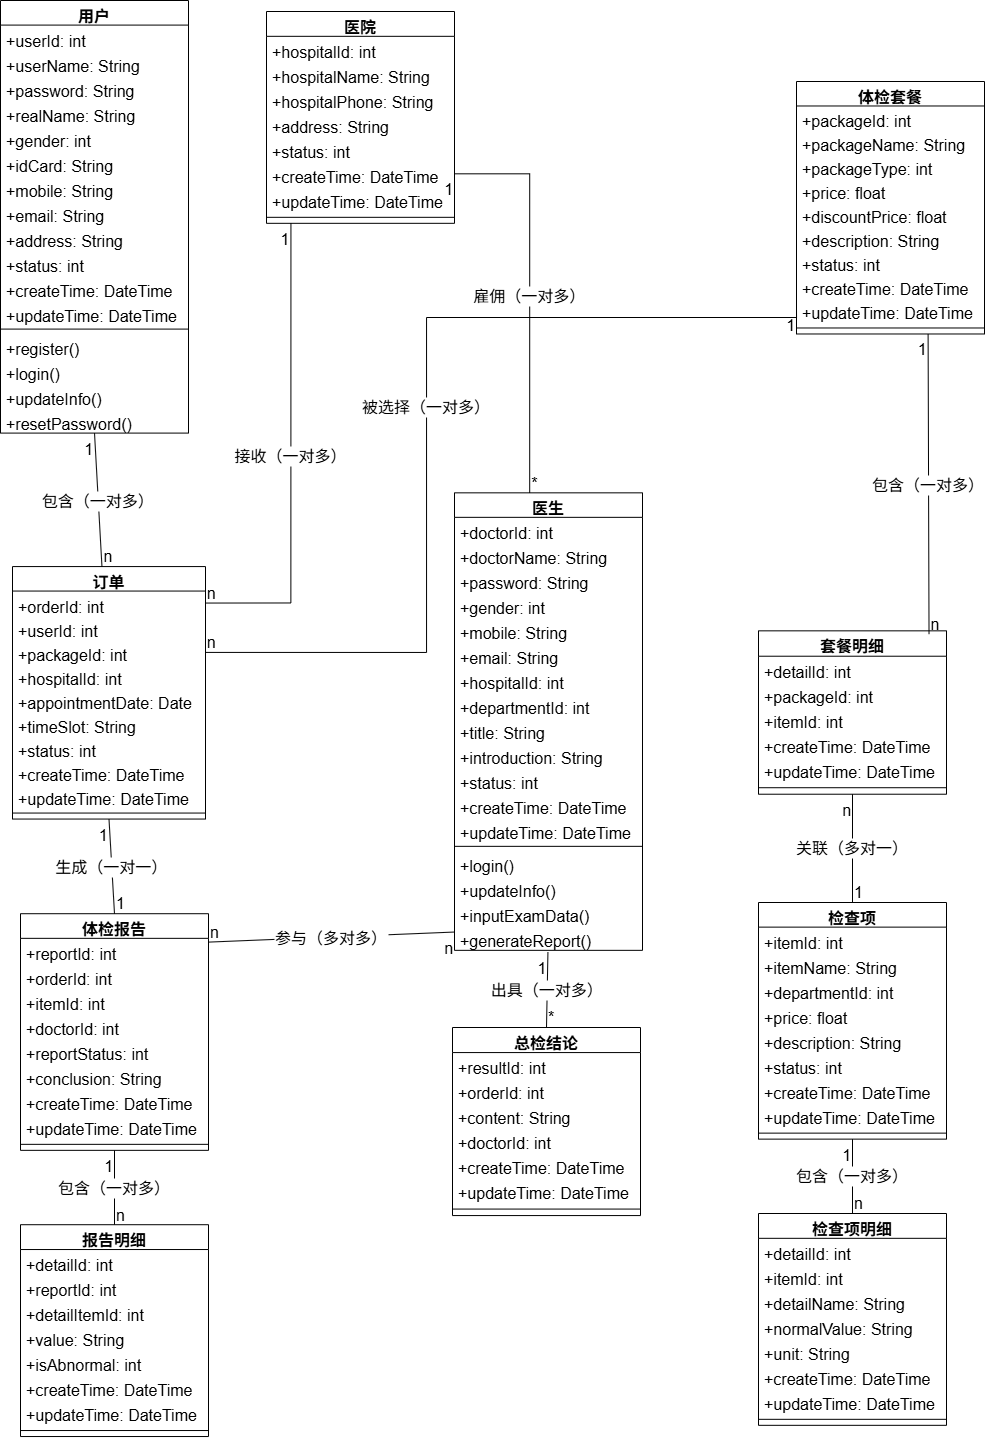 用户
+userId: int
+userName: String
+password: String
+realName: String
+gender: int
+idCard: String
+mobile: String
+email: String
+address: String
+status: int
+createTime: DateTime
+updateTime: DateTime
+register()
+login()
+updateInfo()
+resetPassword()
医院
+hospitalId: int
+hospitalName: String
+hospitalPhone: String
+address: String
+status: int
+createTime: DateTime
+updateTime: DateTime
体检套餐
+packageId: int
+packageName: String
+packageType: int
+price: float
+discountPrice: float
+description: String
+status: int
+createTime: DateTime
+updateTime: DateTime
1
1
雇佣（一对多）
*
1
被选择（一对多）
n
1
接收（一对多）
n
1
包含（一对多）
n
1
包含（一对多）
n
订单
+orderId: int
+userId: int
+packageId: int
+hospitalId: int
+appointmentDate: Date
+timeSlot: String
+status: int
+createTime: DateTime
+updateTime: DateTime
医生
+doctorId: int
+doctorName: String
+password: String
+gender: int
+mobile: String
+email: String
+hospitalId: int
+departmentId: int
+title: String
+introduction: String
+status: int
+createTime: DateTime
+updateTime: DateTime
+login()
+updateInfo()
+inputExamData()
+generateReport()
套餐明细
+detailId: int
+packageId: int
+itemId: int
+createTime: DateTime
+updateTime: DateTime
n
关联（多对一）
1
1
生成（一对一）
1
体检报告
+reportId: int
+orderId: int
+itemId: int
+doctorId: int
+reportStatus: int
+conclusion: String
+createTime: DateTime
+updateTime: DateTime
n
参与（多对多）
n
1
出具（一对多）
*
总检结论
+resultId: int
+orderId: int
+content: String
+doctorId: int
+createTime: DateTime
+updateTime: DateTime
检查项
+itemId: int
+itemName: String
+departmentId: int
+price: float
+description: String
+status: int
+createTime: DateTime
+updateTime: DateTime
1
包含（一对多）
n
报告明细
+detailId: int
+reportId: int
+detailItemId: int
+value: String
+isAbnormal: int
+createTime: DateTime
+updateTime: DateTime
1
包含（一对多）
n
检查项明细
+detailId: int
+itemId: int
+detailName: String
+normalValue: String
+unit: String
+createTime: DateTime
+updateTime: DateTime